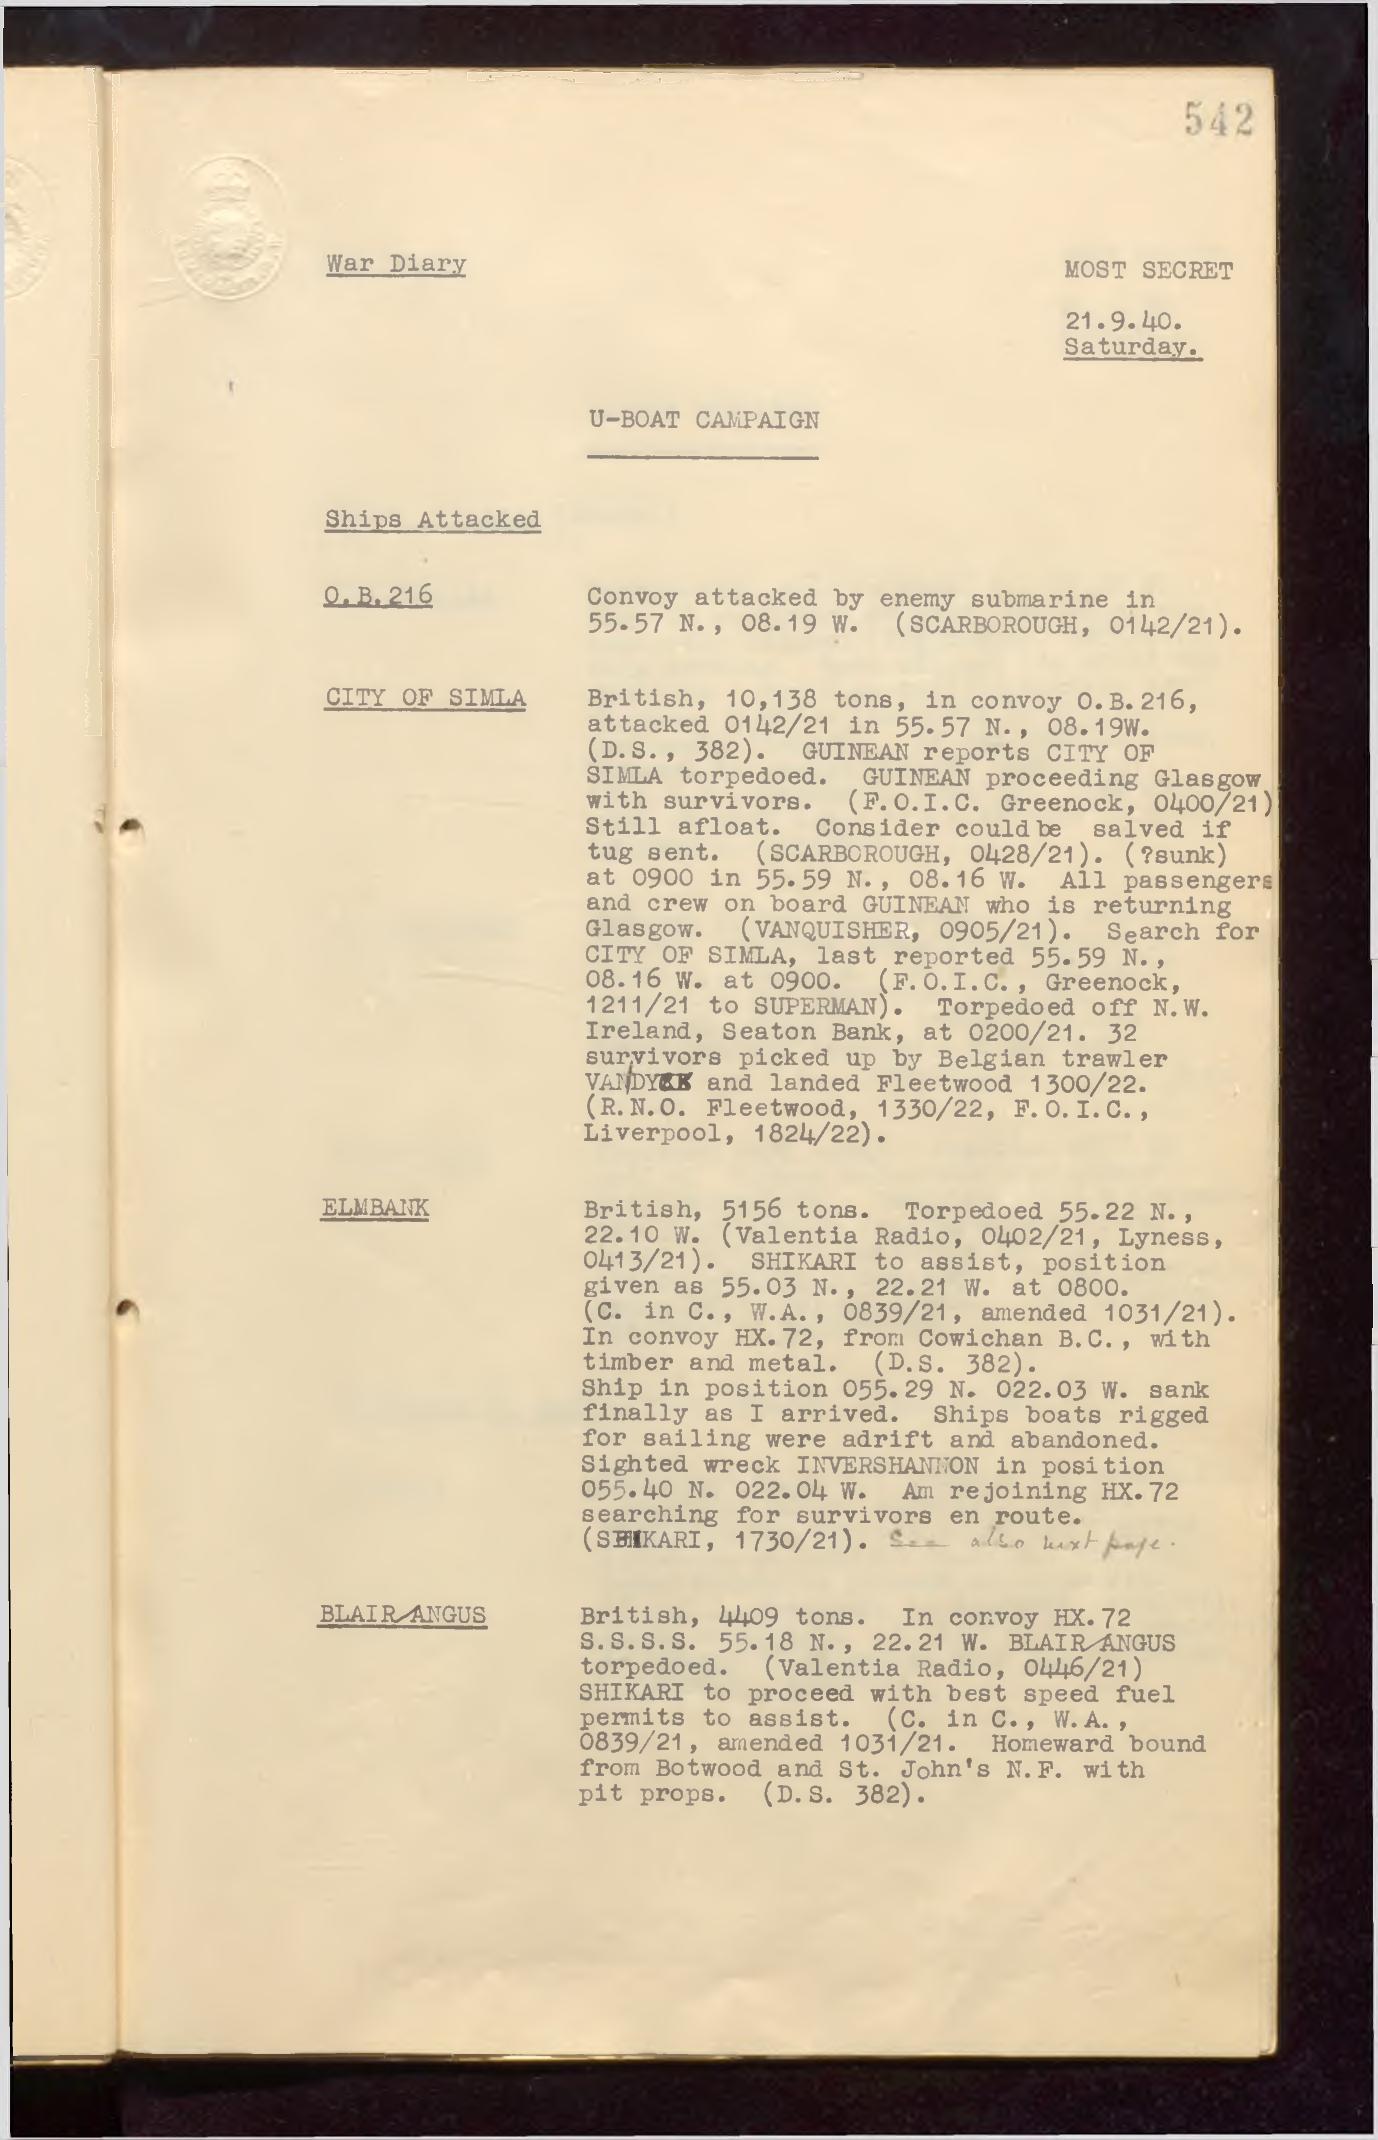 542
War Diary
MOST SECRET
21.9.40.
Saturday.
U-BOAT CAMPAIGN
Ships Attacked
O.B.216
Convoy attacked by enemy submarine in
55.57 N., 08.19 W. (SCARBOROUGH, 0142/21).
CITY OF SIMLA
British, 10,138 tons, in convoy O.B.216,
attacked 0142/21 in 55.57 N., 08.19W.
(D.S., 382). GUINEAN reports CITY OF
SIMLA torpedoed. GUINEAN proceeding Glasgow
with survivors. (F.O.I.C. Greenock, 0400/21)
Still afloat. Consider could be salved if
tug sent. (SCARBOROUGH, 0428/21). (?sunk)
at 0900 in 55.59 N., 08.16 W. All passengers
and crew on board GUINEAN who is returning
Glasgow. (VANQUISHER, 0905/21). Search for
CITY OF SIMLA, last reported 55.59 N.,
08.16 W. at 0900. (F.O.I.C., Greenock,
1211/21 to SUPERMAN). Torpedoed off N.W.
Ireland, Seaton Bank, at 0200/21. 32
survivors picked up by Belgian trawler
and landed Fleetwood 1300/22.
(R.N.O. Fleetwood, 1330/22, F.O.I.C.,
Liverpool, 1824/22).
ELMBANK
British, 5156 tons. Torpedoed 55.22 N.,
22.10 W. (Valentia Radio, 0402/21, Lyness,
0413/21). SHIKARI to assist, position
given as 55.03 N., 22.21 W. at 0800.
(C. in C., W.A., 0839/21, amended 1031/21).
In convoy HX.72, from Cowichan B.C., with
timber and metal. (D.S. 382).
Ship in position 055.29 N. 022.03 W. sank
finally as I arrived. Ships boats rigged
for sailing were adrift and abandoned.
Sighted wreck INVERSHANNON in position
055.40 N. 022.04 W. Am rejoining HX.72
searching for survivors en route.
(SHIKARI, 1730/21). See also next page.
BLAIR ANGUS
British, 4409 tons. In convoy HX.72
S.S.S.S. 55.18 N., 22.21 W. BLAIR ANGUS
torpedoed. (Valentia Radio, 0446/21)
SHIKARI to proceed with best speed fuel
permits to assist. (C. in C., W.A.,
0839/21, amended 1031/21. Homeward bound
from Botwood and St. John's N.F. with
pit props. (D.S. 382).